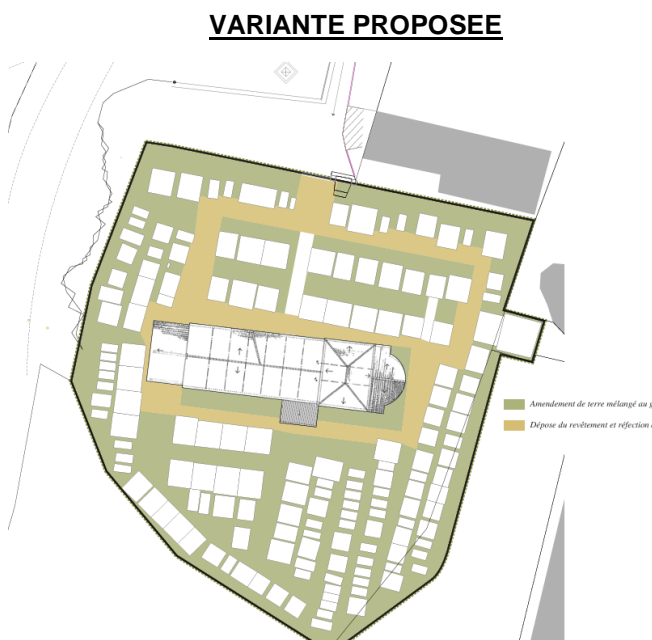 VARIANTE PROPOSEE
Amendement de terre mélangé au
Dépose du revêtement et réfection